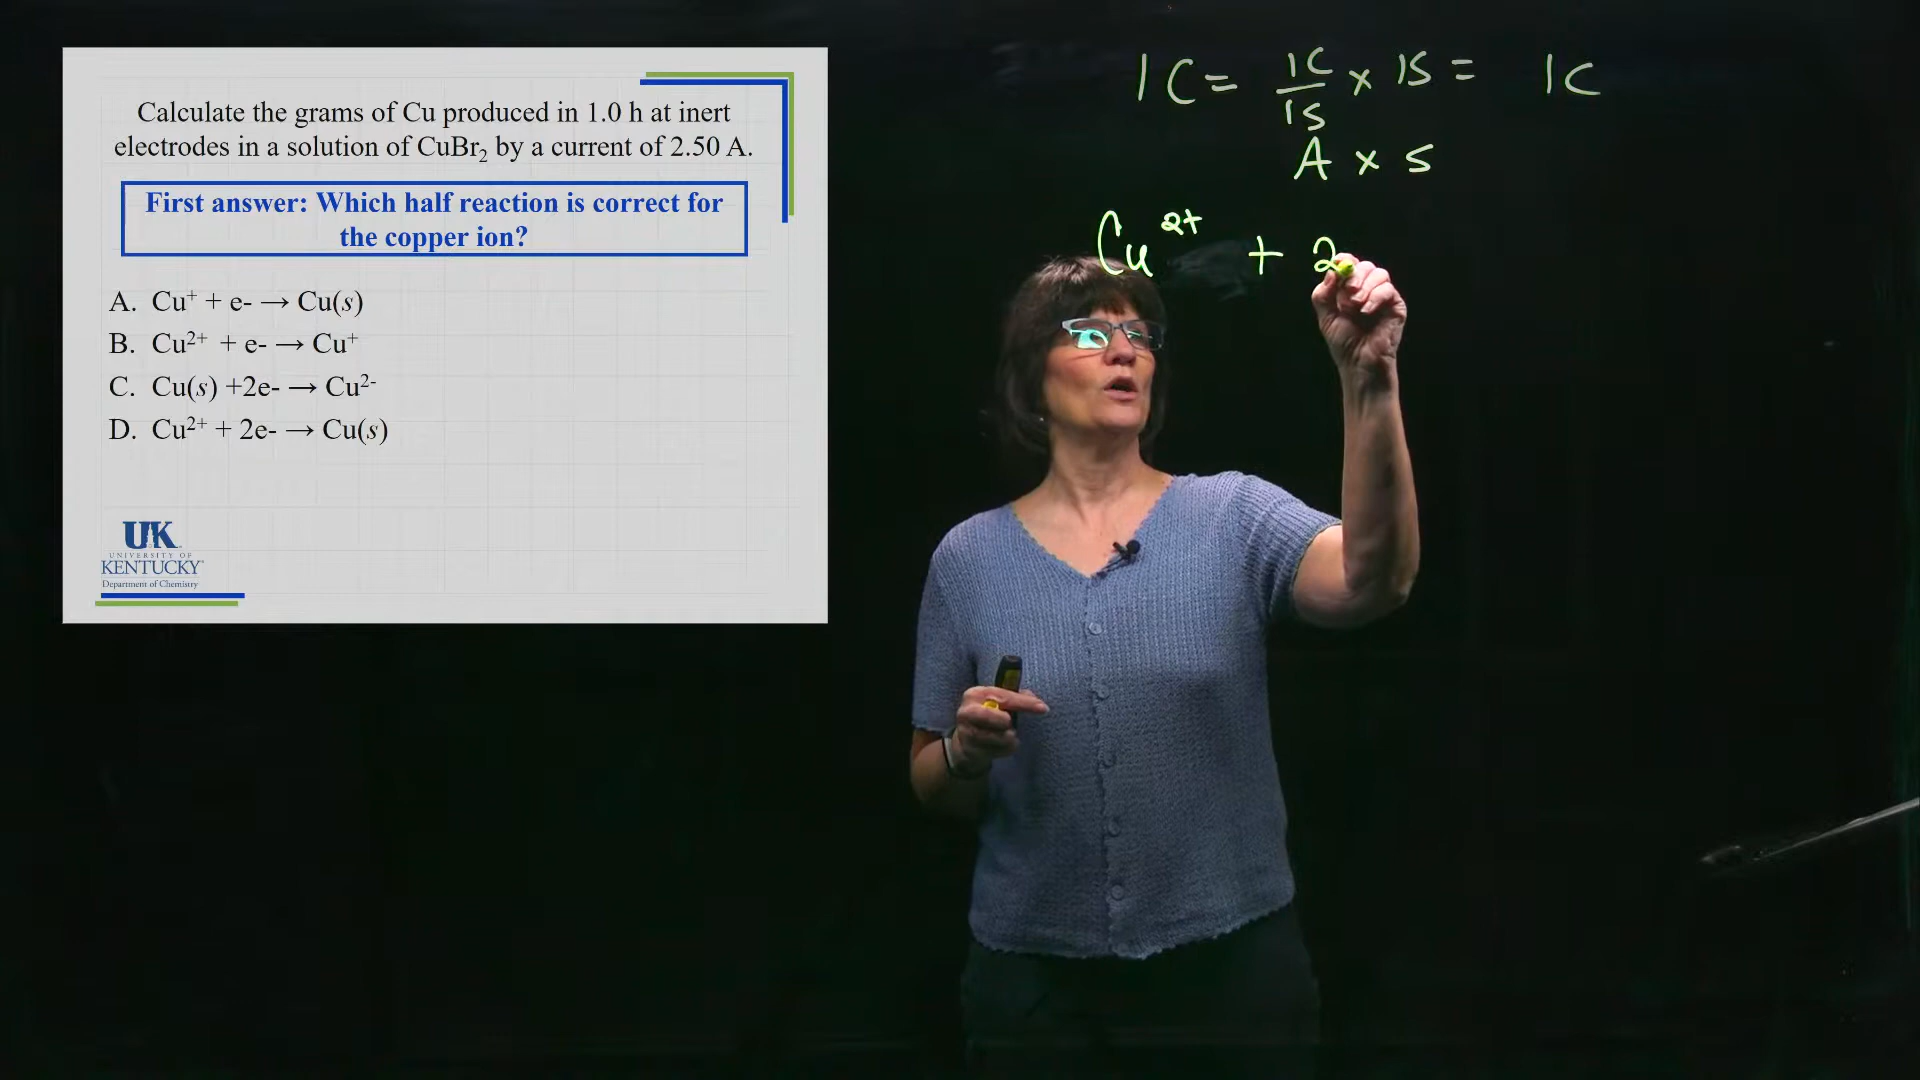 Calculate the grams of Cu produced in 1.0 h at inert
electrodes in a solution of CuBr₂ by a current of 2.50 A.
First answer: Which half reaction is correct for
the copper ion?
A. Cu⁺ + e- → Cu(s)
B. Cu²⁺ + e- → Cu⁺
C. Cu(s) +2e- → Cu²⁻
D. Cu²⁺ + 2e- → Cu(s)
UK
UNIVERSITY OF
KENTUCKY
Department of Chemistry
1C = 1C/1S × 1S = 1C
A × S
Cu²⁺ + 2